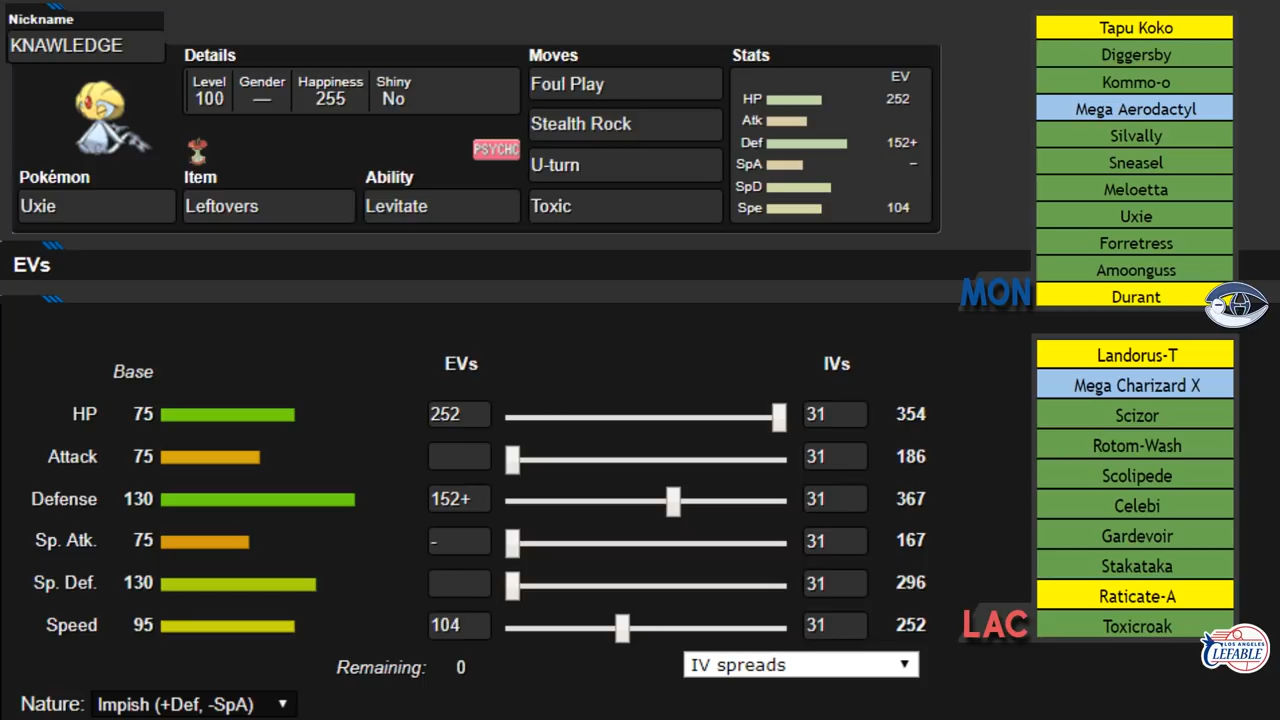 Nickname
KNAWLEDGE
Details
Level Gender Happiness Shiny
100 — 255 No
Pokémon Item Ability
Uxie Leftovers Levitate
PSYCHC
Moves
Foul Play
Stealth Rock
U-turn
Toxic
Stats
EV
HP 252
Atk
Def 152+
SpA –
SpD
Spe 104
EVs
Base EVs IVs
HP 75 252 31 354
Attack 75 31 186
Defense 130 152+ 31 367
Sp. Atk. 75 - 31 167
Sp. Def. 130 31 296
Speed 95 104 31 252
Remaining: 0
IV spreads
Nature: Impish (+Def, -SpA)
Tapu Koko
Diggersby
Kommo-o
Mega Aerodactyl
Silvally
Sneasel
Meloetta
Uxie
Forretress
Amoonguss
Durant
MON
Landorus-T
Mega Charizard X
Scizor
Rotom-Wash
Scolipede
Celebi
Gardevoir
Stakataka
Raticate-A
Toxicroak
LAC
LOS ANGELES
CLEFABLE